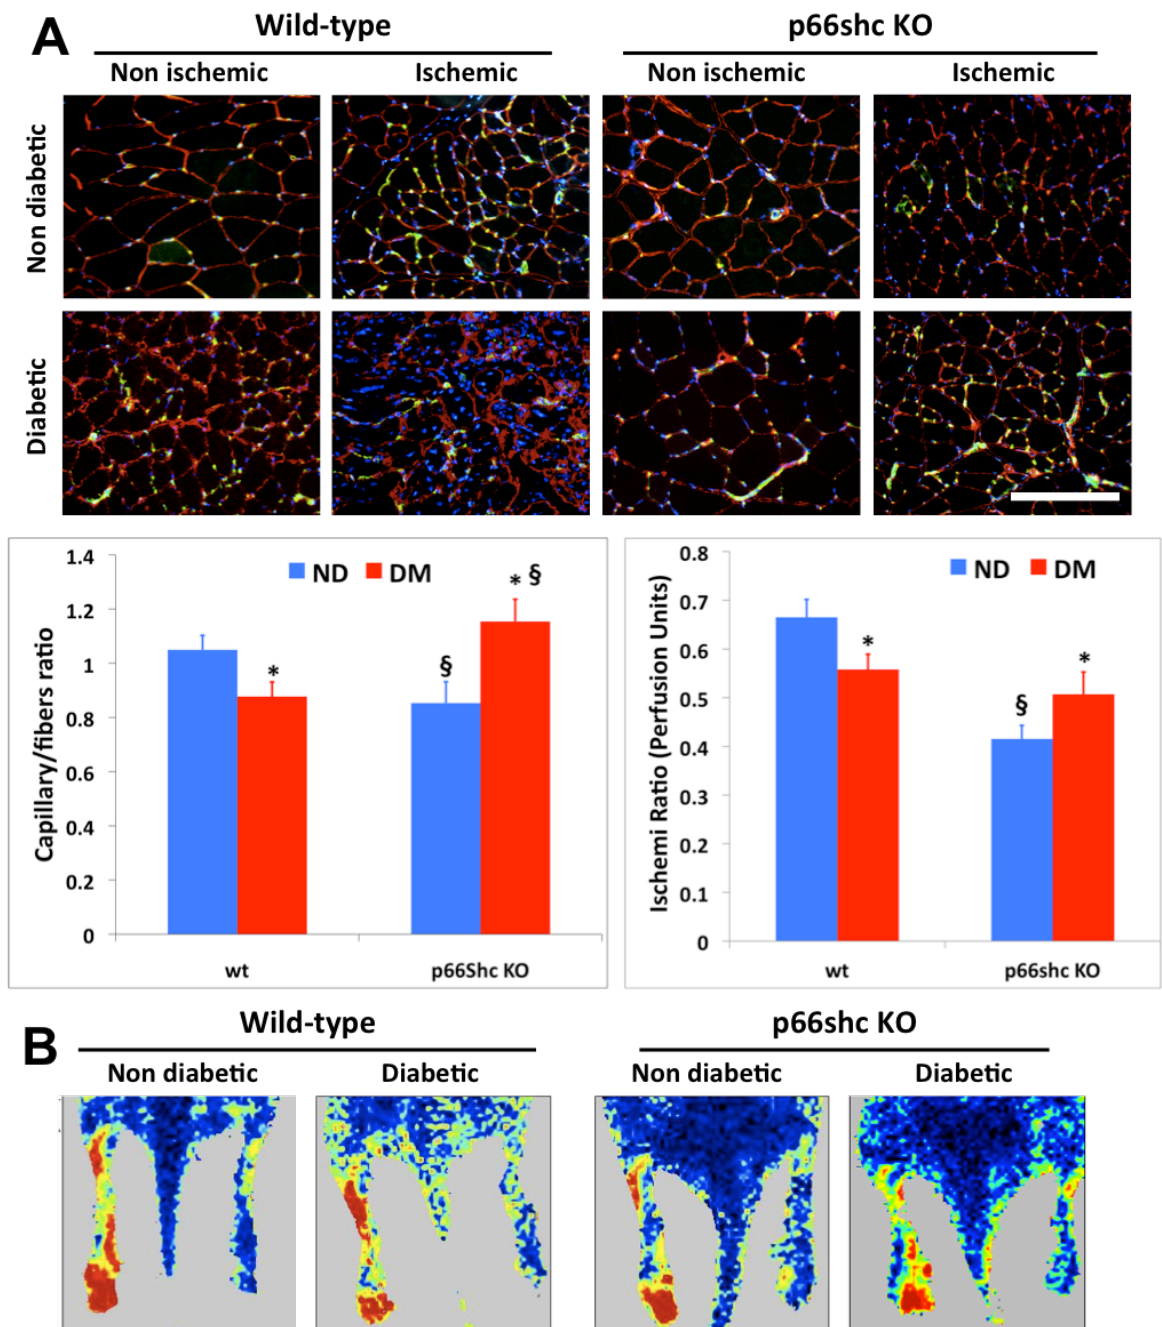 A
Wild-type
p66shc KO
Non ischemic
Ischemic
Non ischemic
Ischemic
Non diabetic
Diabetic
1.4
1.2
1
0.8
0.6
0.4
0.2
0
Capillary/fibers ratio
ND
DM
*
§
* §
wt
p66Shc KO
0.8
0.7
0.6
0.5
0.4
0.3
0.2
0.1
0
Ischemi Ratio (Perfusion Units)
ND
DM
*
§
*
wt
p66shc KO
B
Wild-type
p66shc KO
Non diabetic
Diabetic
Non diabetic
Diabetic